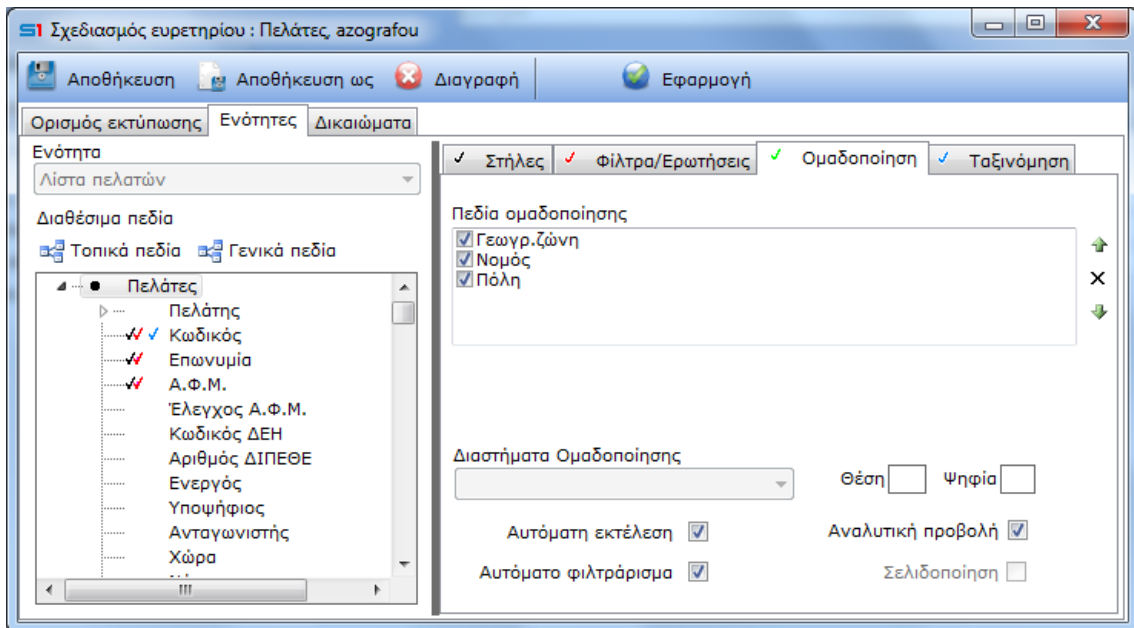 S1 Σχεδιασμός ευρετηρίου : Πελάτες, azografou
Αποθήκευση Αποθήκευση ως Διαγραφή Εφαρμογή
Ορισμός εκτύπωσης Ενότητες Δικαιώματα
Ενότητα
Λίστα πελατών
Διαθέσιμα πεδία
Τοπικά πεδία Γενικά πεδία
Πελάτες
Πελάτης
Κωδικός
Επωνυμία
Α.Φ.Μ.
Έλεγχος Α.Φ.Μ.
Κωδικός ΔΕΗ
Αριθμός ΔΙΠΕΘΕ
Ενεργός
Υποψήφιος
Ανταγωνιστής
Χώρα
Στήλες Φίλτρα/Ερωτήσεις Ομαδοποίηση Ταξινόμηση
Πεδία ομαδοποίησης
Γεωγρ.ζώνη
Νομός
Πόλη
Διαστήματα Ομαδοποίησης
Θέση Ψηφία
Αυτόματη εκτέλεση Αναλυτική προβολή
Αυτόματο φιλτράρισμα Σελιδοποίηση